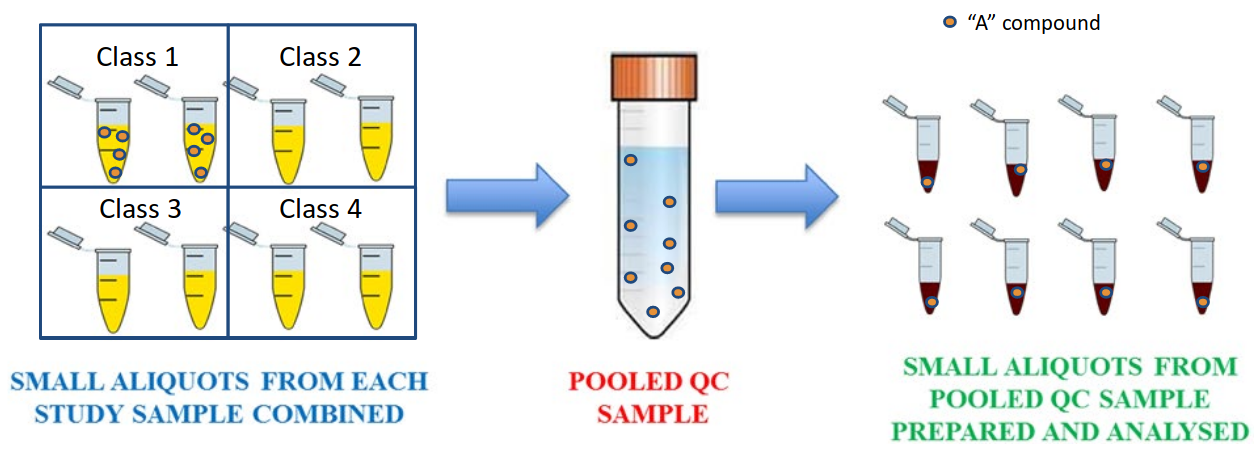 Class 1
Class 2
Class 3
Class 4
SMALL ALIQUOTS FROM EACH
STUDY SAMPLE COMBINED
POOLED QC
SAMPLE
“A” compound
SMALL ALIQUOTS FROM
POOLED QC SAMPLE
PREPARED AND ANALYSED